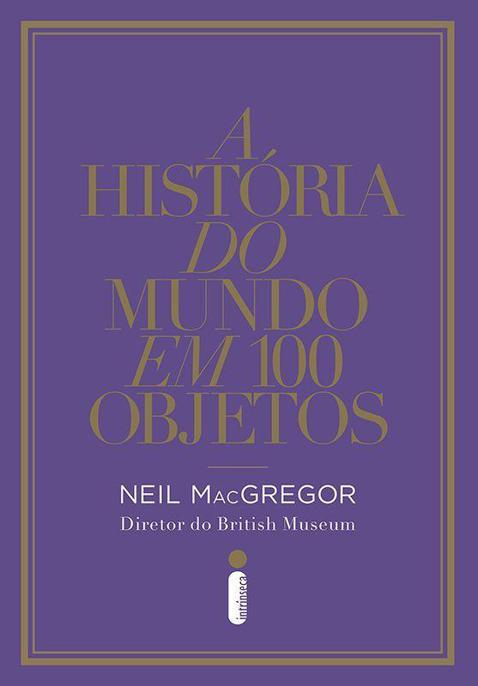 A
HISTÓRIA
DO
MUNDO
EM 100
OBJETOS
NEIL MACGREGOR
Diretor do British Museum
intrínseca